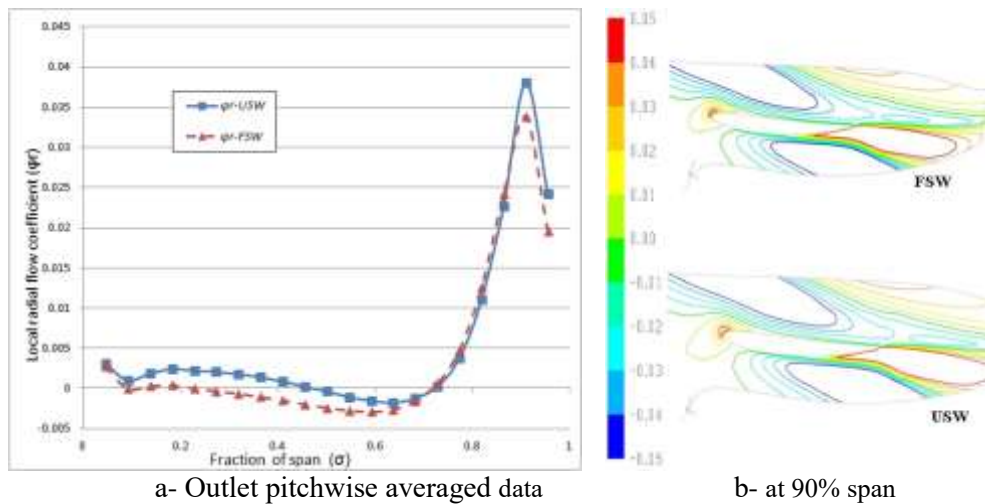 0.045
0.04
0.035
0.03
0.025
0.02
0.015
0.01
0.005
0
-0.005
Local radial flow coefficient (φr)
φr-USW
φr-FSW
0 0.2 0.4 0.6 0.8 1
Fraction of span (σ)
FSW
USW
a- Outlet pitchwise averaged data
b- at 90% span